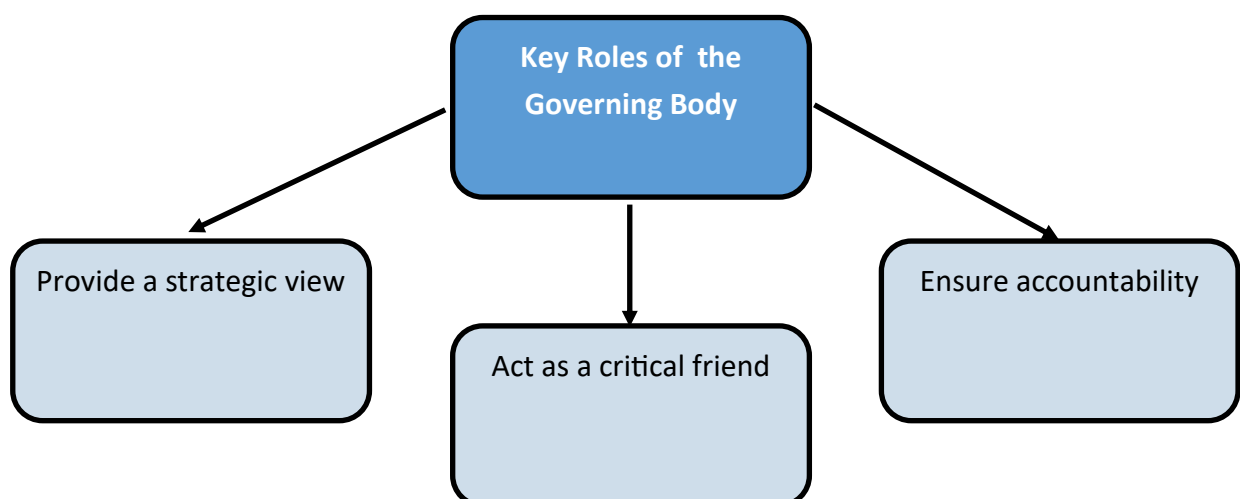 Key Roles of  the
Governing Body
Provide a strategic view
Ensure accountability
Act as a critical friend